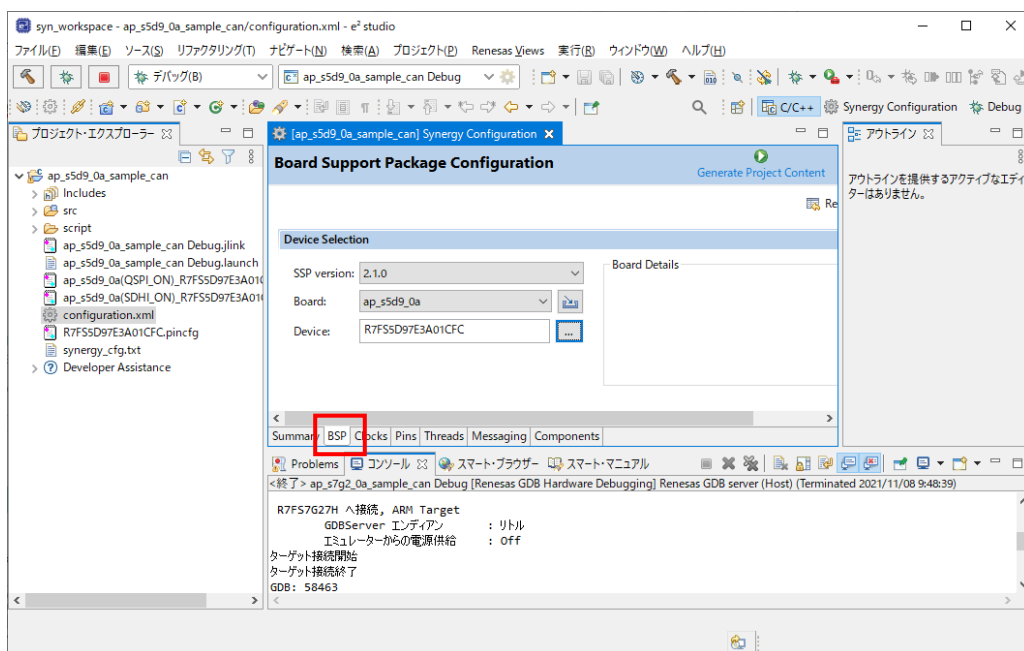 syn_workspace - ap_s5d9_0a_sample_can/configuration.xml - e² studio
ファイル(F) 編集(E) ソース(S) リファクタリング(T) ナビゲート(N) 検索(A) プロジェクト(P) Renesas Views 実行(R) ウィンドウ(W) ヘルプ(H)
デバッグ(B)
ap_s5d9_0a_sample_can Debug
C/C++
Synergy Configuration
Debug
プロジェクト・エクスプローラー
ap_s5d9_0a_sample_can
Includes
src
script
ap_s5d9_0a_sample_can Debug.jlink
ap_s5d9_0a_sample_can Debug.launch
ap_s5d9_0a(QSPI_ON)_R7FS5D97E3A01C
ap_s5d9_0a(SDHI_ON)_R7FS5D97E3A01
configuration.xml
R7FS5D97E3A01CFC.pincfg
synergy_cfg.txt
Developer Assistance
[ap_s5d9_0a_sample_can] Synergy Configuration
Board Support Package Configuration
Generate Project Content
Re
Device Selection
SSP version: 2.1.0
Board: ap_s5d9_0a
Device: R7FS5D97E3A01CFC
...
Board Details
Summary BSP Clocks Pins Threads Messaging Components
アウトライン
アウトラインを提供するアクティブなエディ
ターはありません。
Problems コンソール スマート・ブラウザー スマート・マニュアル
<終了> ap_s7g2_0a_sample_can Debug [Renesas GDB Hardware Debugging] Renesas GDB server (Host) (Terminated 2021/11/08 9:48:39)
R7FS7G27H へ接続, ARM Target
GDBServer エンディアン : リトル
エミュレーターからの電源供給 : Off
ターゲット接続開始
ターゲット接続終了
GDB: 58463